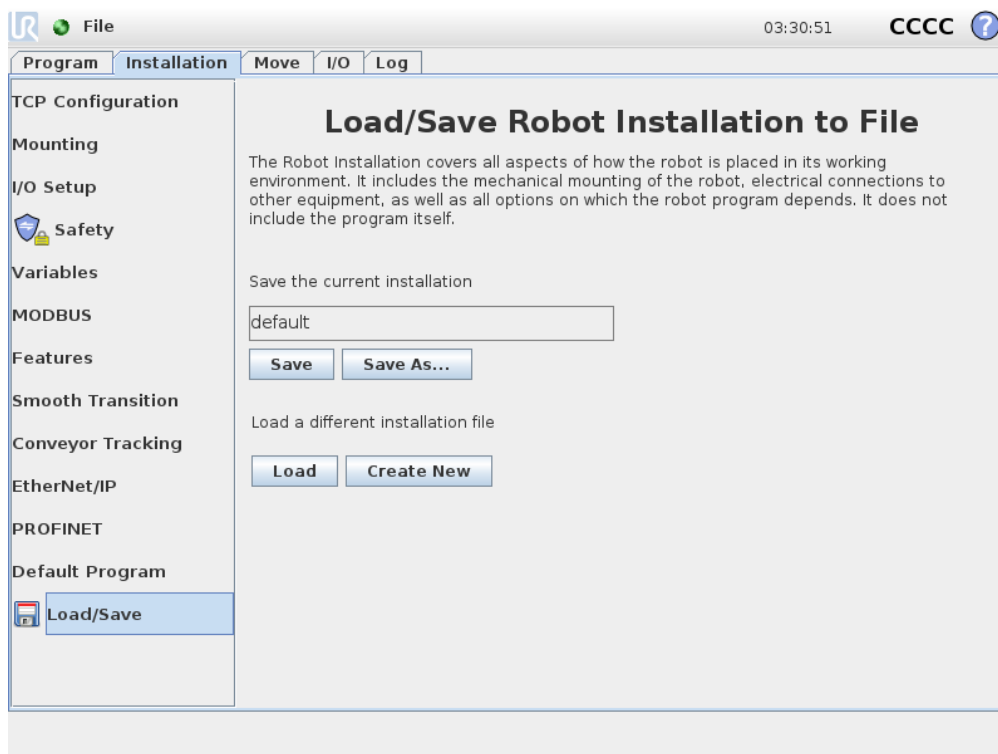 UR File 03:30:51 CCCC ?
Program Installation Move I/O Log
TCP Configuration
Mounting
I/O Setup
Safety
Variables
MODBUS
Features
Smooth Transition
Conveyor Tracking
EtherNet/IP
PROFINET
Default Program
Load/Save
Load/Save Robot Installation to File
The Robot Installation covers all aspects of how the robot is placed in its working
environment. It includes the mechanical mounting of the robot, electrical connections to
other equipment, as well as all options on which the robot program depends. It does not
include the program itself.
Save the current installation
default
Save Save As...
Load a different installation file
Load Create New